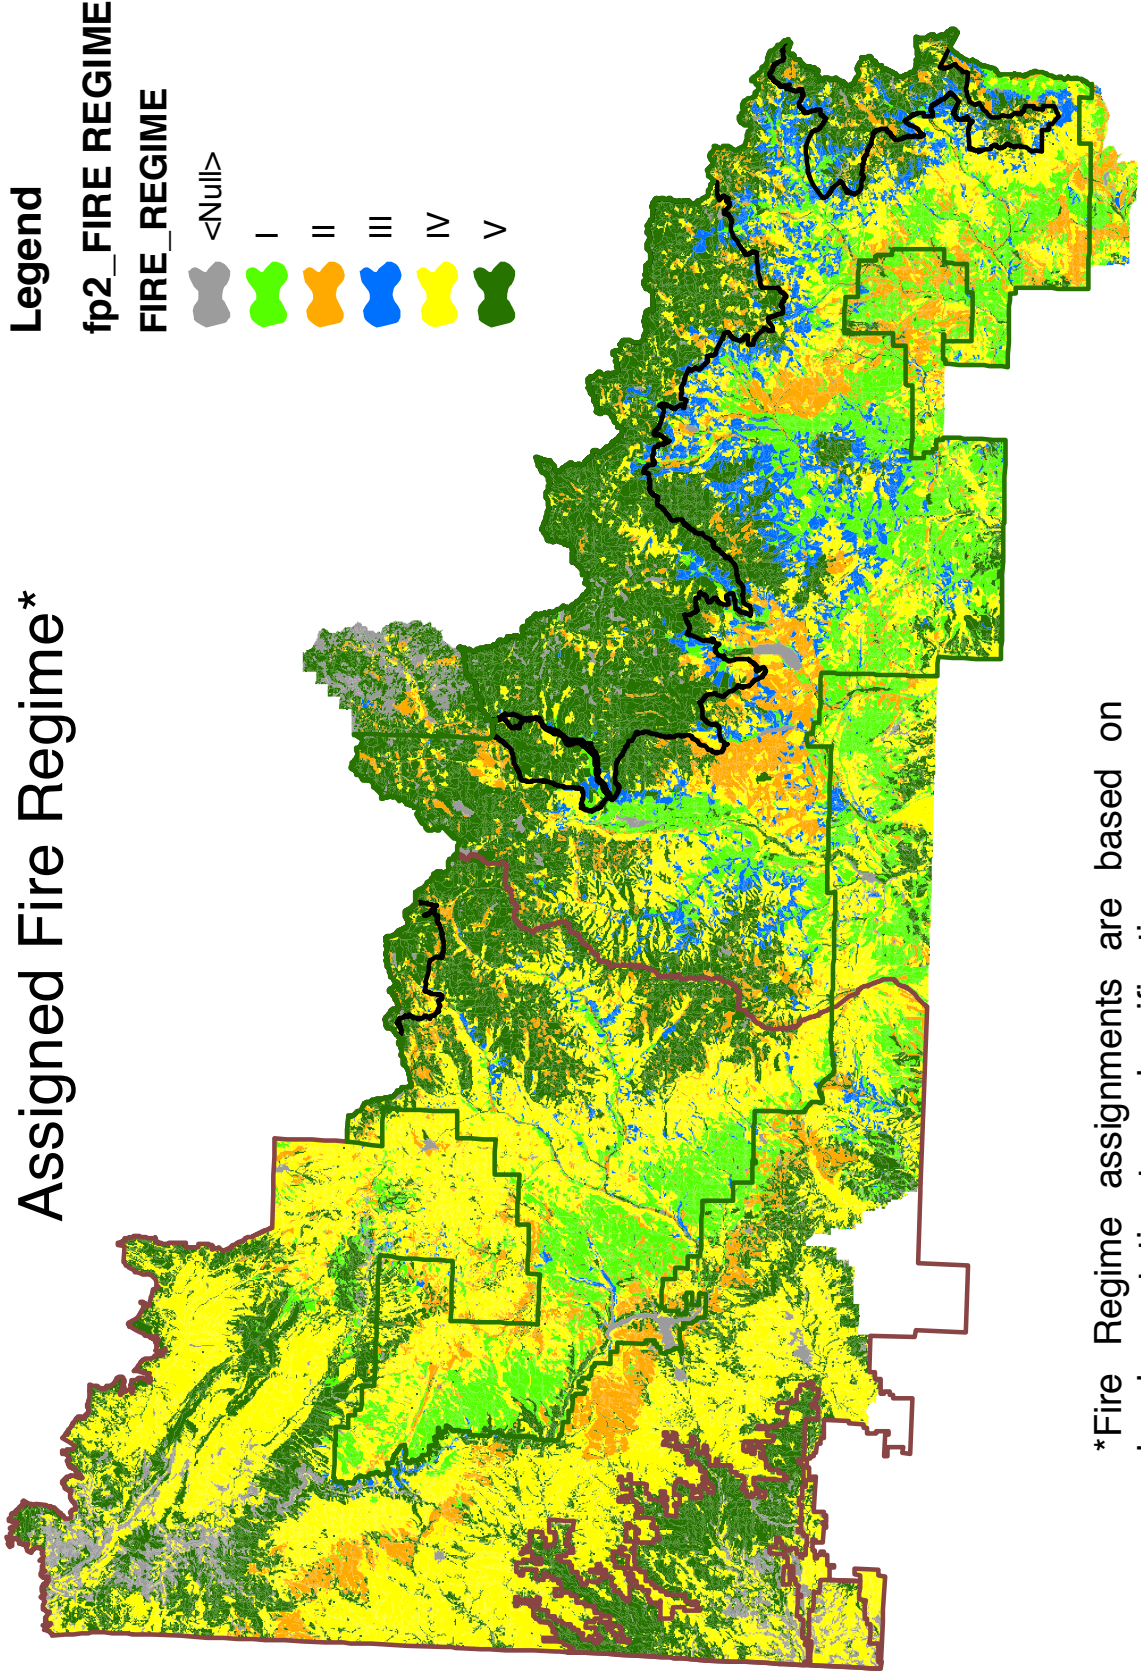 Assigned Fire Regime*
Legend
fp2_FIRE REGIME
FIRE_REGIME
<Null>
I
II
III
IV
V
*Fire Regime assignments are based on